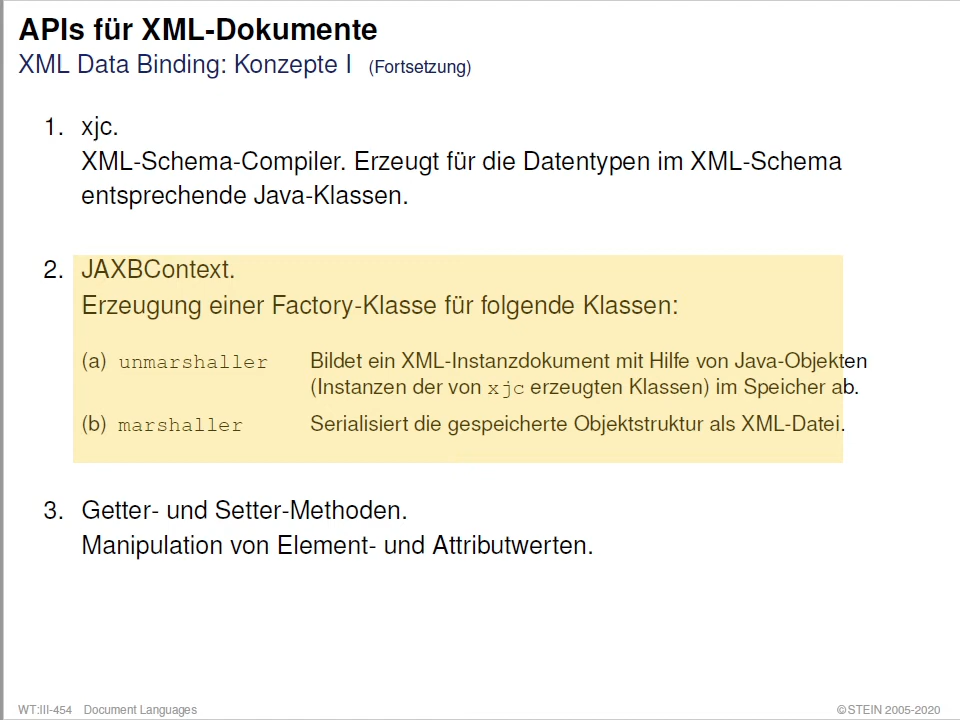 APIs für XML-Dokumente
XML Data Binding: Konzepte I (Fortsetzung)
1. xjc.
XML-Schema-Compiler. Erzeugt für die Datentypen im XML-Schema
entsprechende Java-Klassen.
2. JAXBContext.
Erzeugung einer Factory-Klasse für folgende Klassen:
(a) unmarshaller Bildet ein XML-Instanzdokument mit Hilfe von Java-Objekten
(Instanzen der von xjc erzeugten Klassen) im Speicher ab.
(b) marshaller Serialisiert die gespeicherte Objektstruktur als XML-Datei.
3. Getter- und Setter-Methoden.
Manipulation von Element- und Attributwerten.
WT:III-454 Document Languages ©STEIN 2005-2020